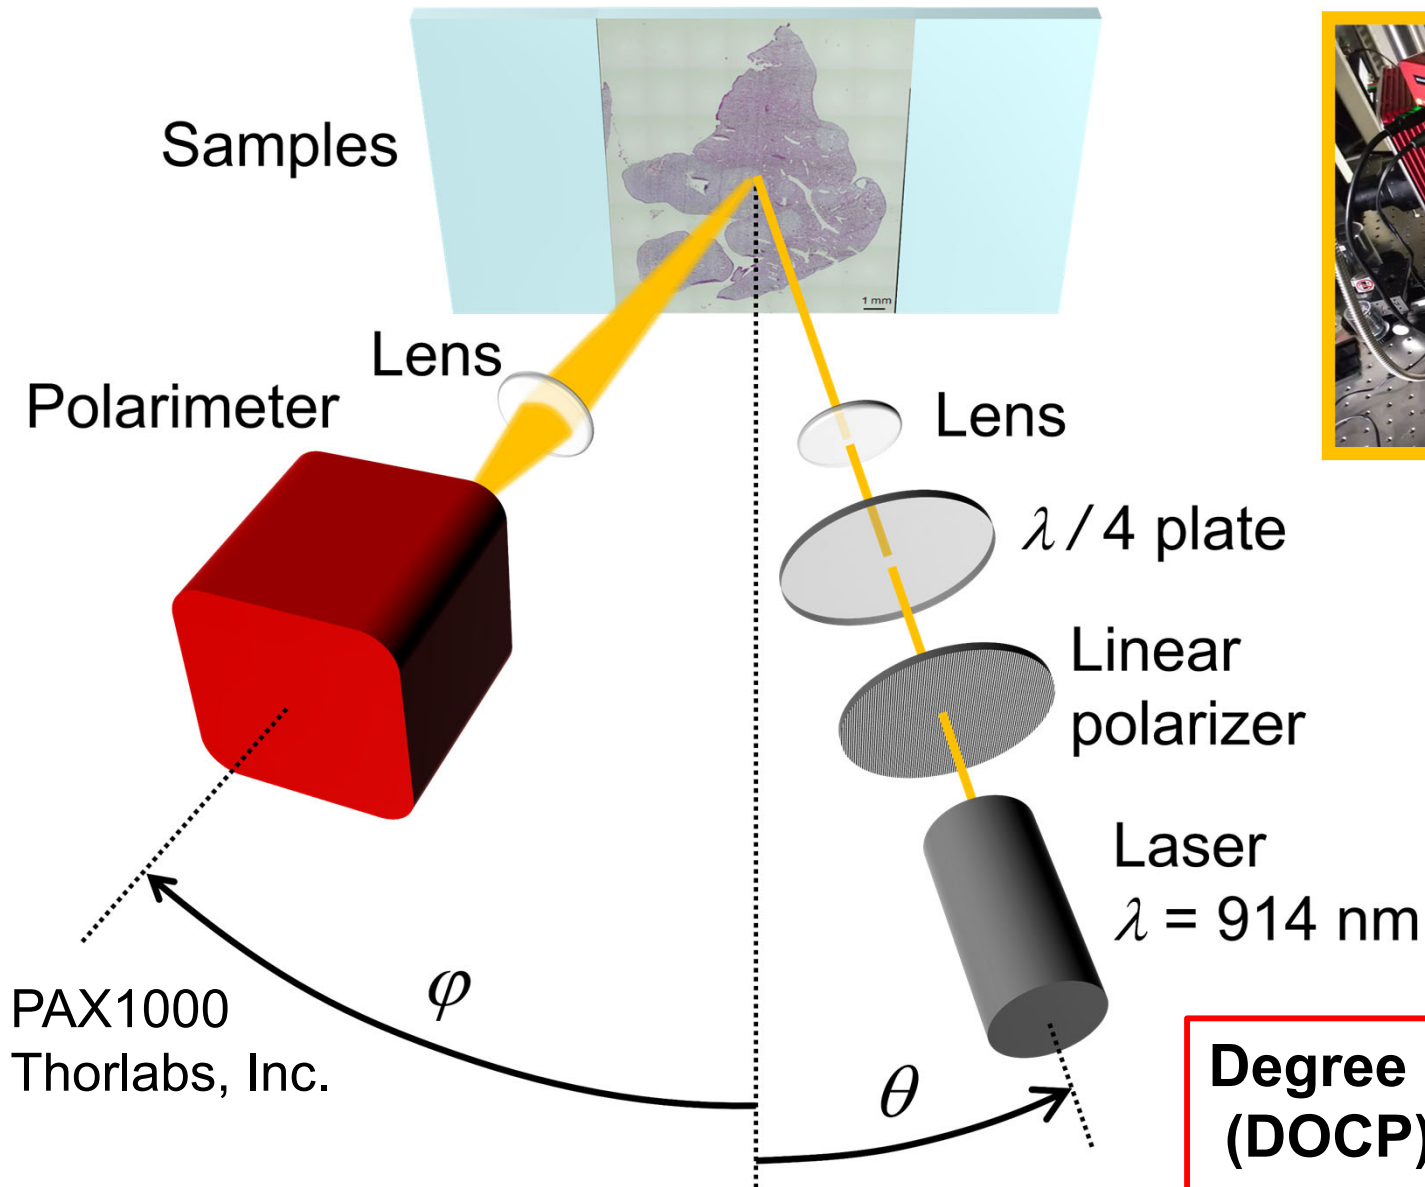 Samples
1 mm
Lens
Polarimeter
Lens
λ / 4 plate
Linear
polarizer
Laser
λ = 914 nm
φ
PAX1000
Thorlabs, Inc.
θ
Degree
(DOCP)